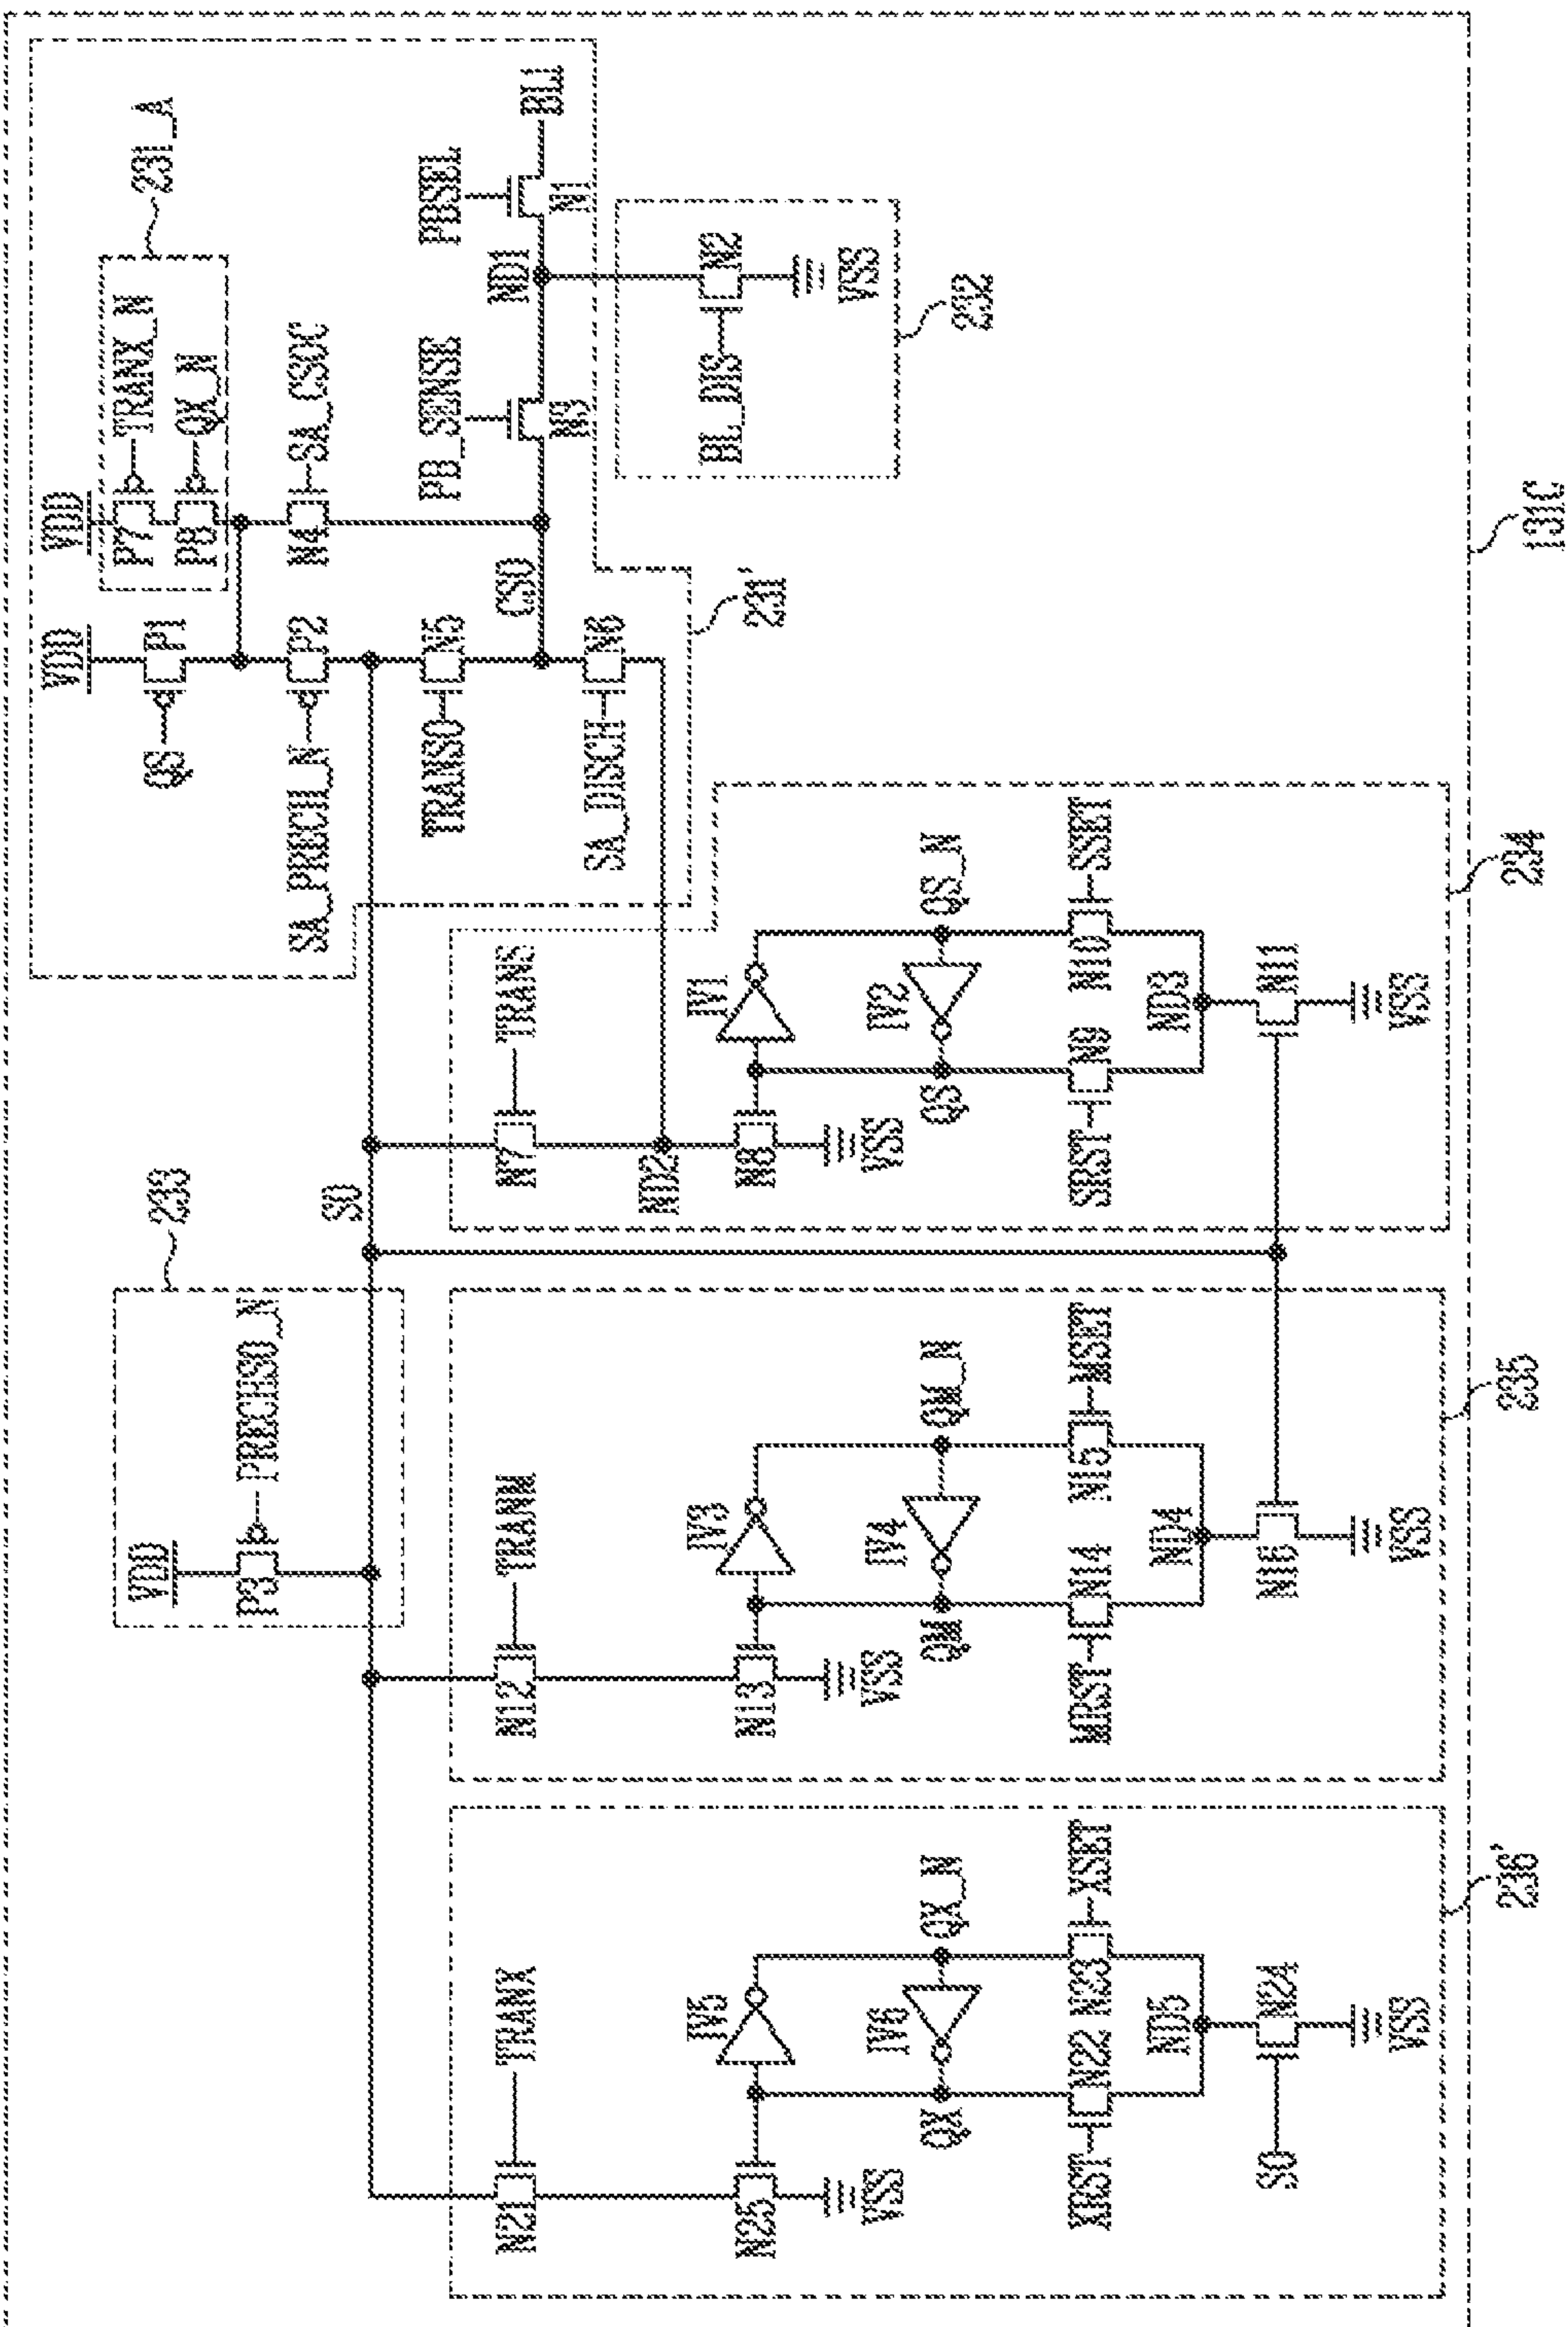 VDD
VDD
P7
TRANX_N
P8
QX_N
231_A
QS
P1
N4
SA_CSOC
PBSEL
BL1
SA_PRECH_N
P2
PB_SENSE
ND1
N1
TRANSO
N5
CSO
N3
SA_DISCH
N6
231'
BL_DIS
N2
VSS
232
233
VDD
P3
PRECHSO_N
SO
N7
TRANS
ND2
IV1
N8
VSS
IV2
QS
QS_N
SRST
N9
N10
SSET
ND3
N11
VSS
234
N12
TRANM
IV3
N13
VSS
IV4
QM
QM_N
MRST
N14
N15
MSET
ND4
N16
VSS
235
N21
TRANX
IV5
N25
VSS
IV6
QX
QX_N
XRST
N22
N23
XSET
ND5
SO
N24
VSS
236'
131C